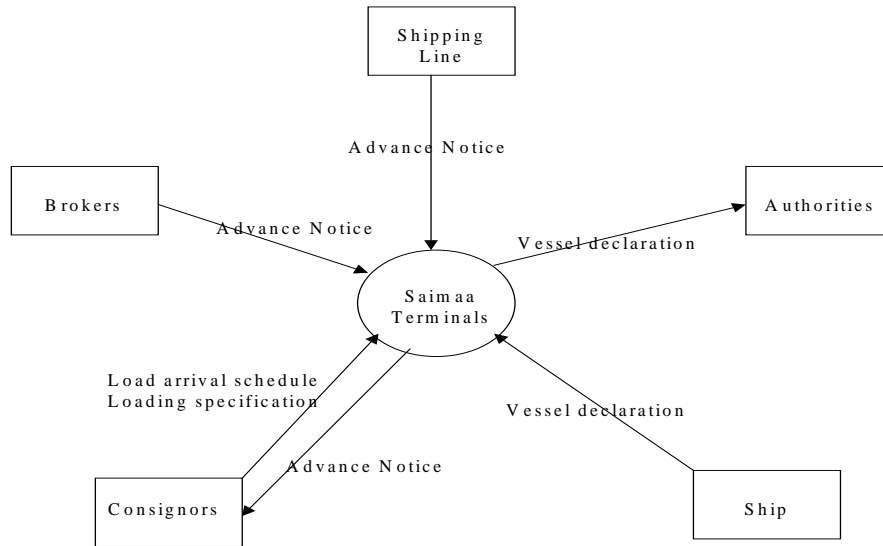 Shipping
Line
Advance Notice
Brokers
Authorities
Advance Notice
Vessel declaration
Saimaa
Terminals
Load arrival schedule
Loading specification
Vessel declaration
Advance Notice
Consignors
Ship